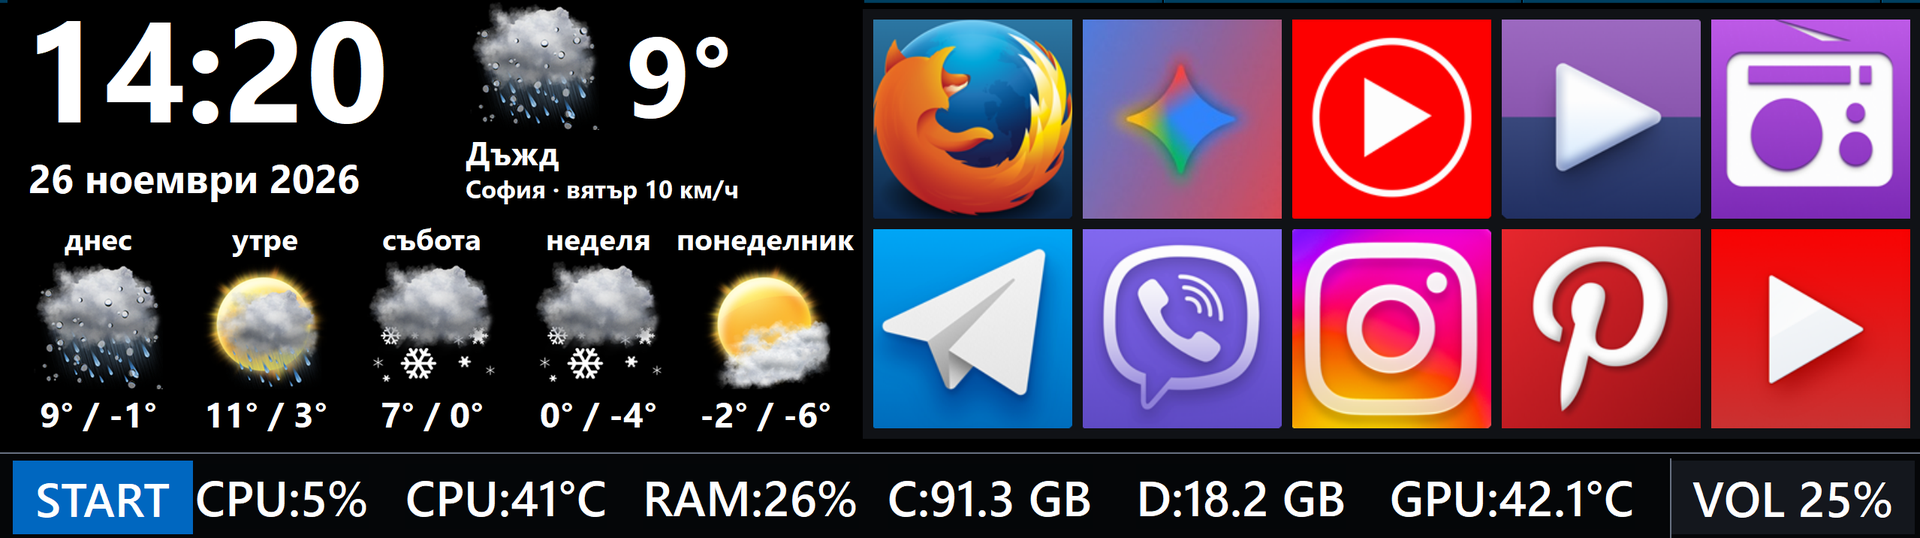 14:20
9°
Дъжд
26 ноември 2026
София · вятър 10 км/ч
днес утре събота неделя понеделник
9° / -1° 11° / 3° 7° / 0° 0° / -4° -2° / -6°
START CPU:5% CPU:41°C RAM:26% C:91.3 GB D:18.2 GB GPU:42.1°C VOL 25%